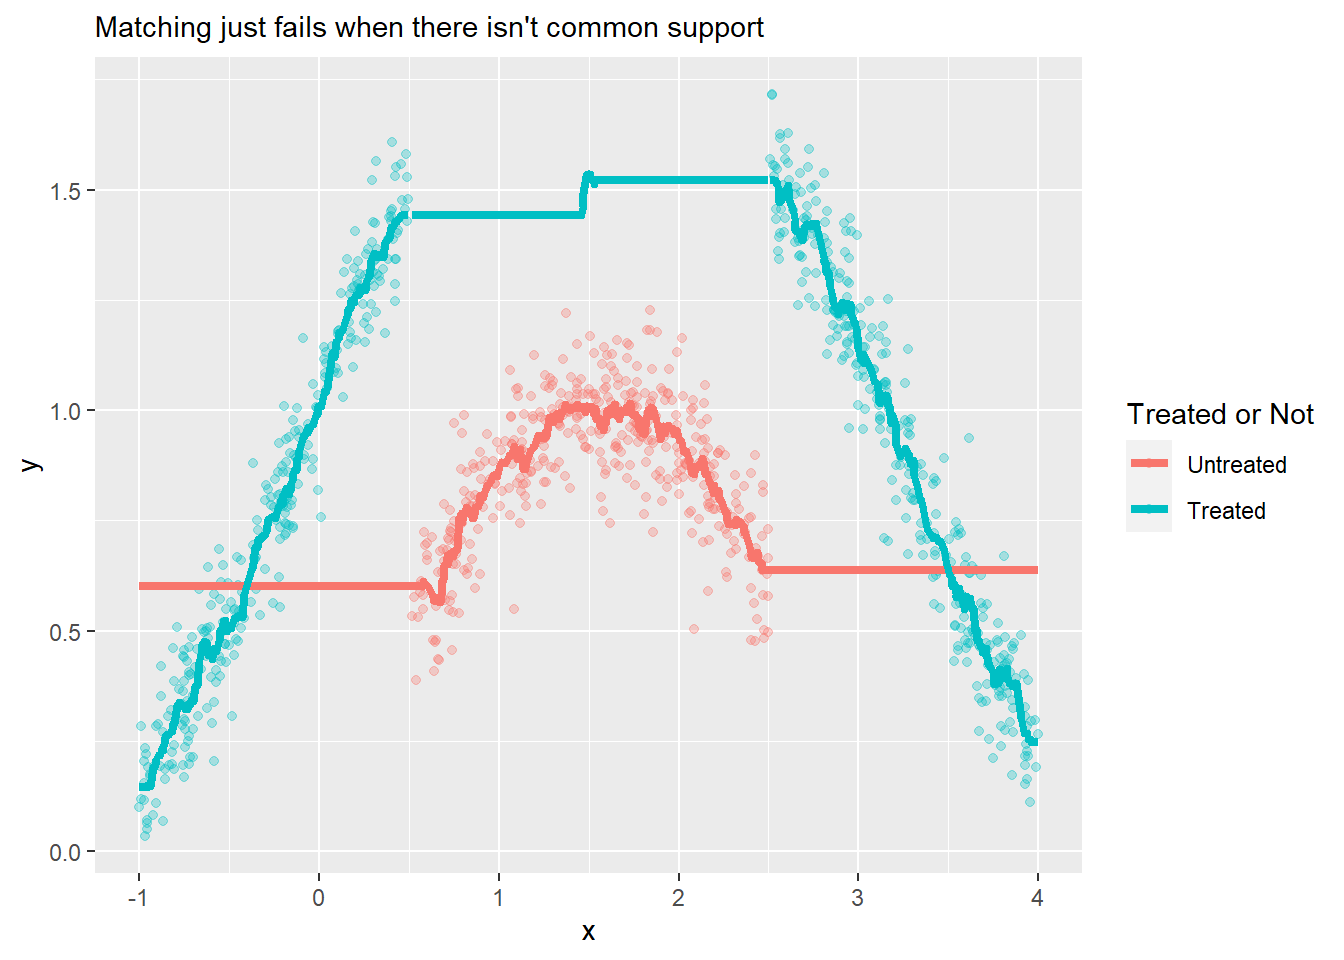 Matching just fails when there isn't common support
y
1.5
1.0
0.5
0.0
-1
0
1
2
3
4
x
Treated or Not
Untreated
Treated